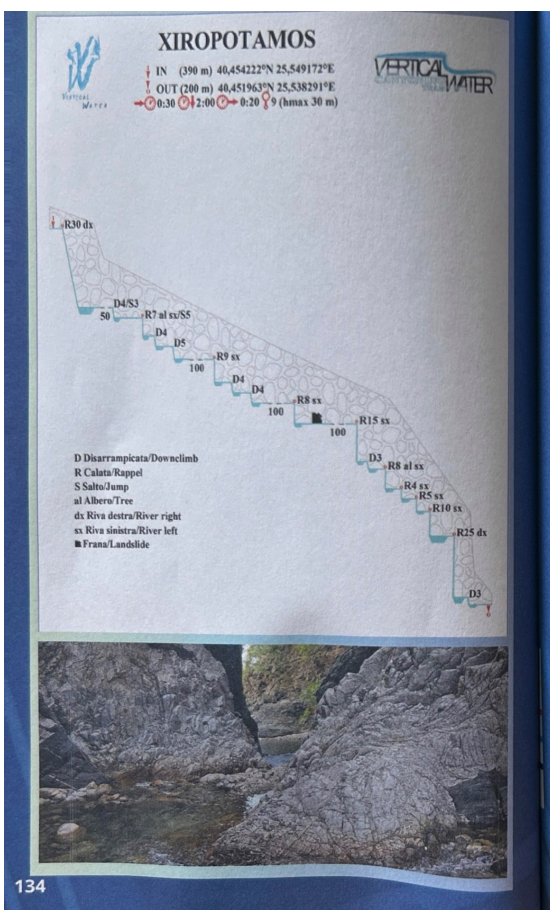 XIROPOTAMOS
IN (390 m) 40,454222°N 25,549172°E
OUT (200 m) 40,451963°N 25,538291°E
0:30 2:00 0:20 9 (hmax 30 m)
Vertical
Water
VERTICALWATER
R30 dx
D4/S3
50
R7 al sx/S5
D4
D5
R9 sx
100
D4
D4
R8 sx
100
R15 sx
100
D3
R8 al sx
R4 sx
R5 sx
R10 sx
R25 dx
D3
D Disarrampicata/Downclimb
R Calata/Rappel
S Salto/Jump
al Albero/Tree
dx Riva destra/River right
sx Riva sinistra/River left
Frana/Landslide
134